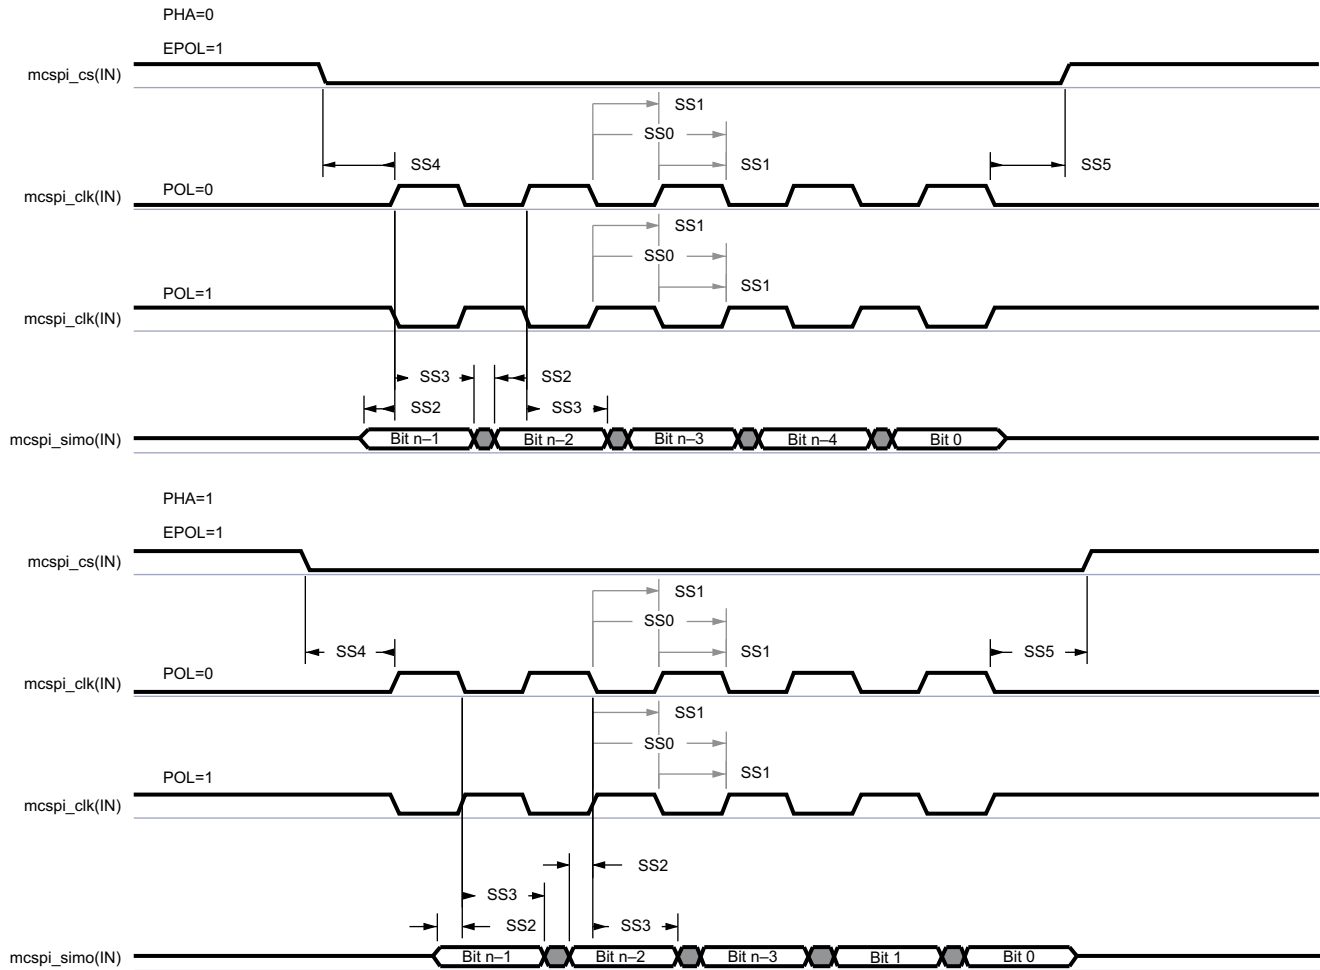 PHA=0
EPOL=1
mcspi_cs(IN)
SS1
SS0
SS4
SS1
SS5
POL=0
mcspi_clk(IN)
SS1
SS0
SS1
POL=1
mcspi_clk(IN)
SS3
SS2
SS2
SS3
mcspi_simo(IN)
Bit n–1
Bit n–2
Bit n–3
Bit n–4
Bit 0
PHA=1
EPOL=1
mcspi_cs(IN)
SS1
SS0
SS4
SS1
SS5
POL=0
mcspi_clk(IN)
SS1
SS0
SS1
POL=1
mcspi_clk(IN)
SS2
SS3
SS2
SS3
mcspi_simo(IN)
Bit n–1
Bit n–2
Bit n–3
Bit 1
Bit 0